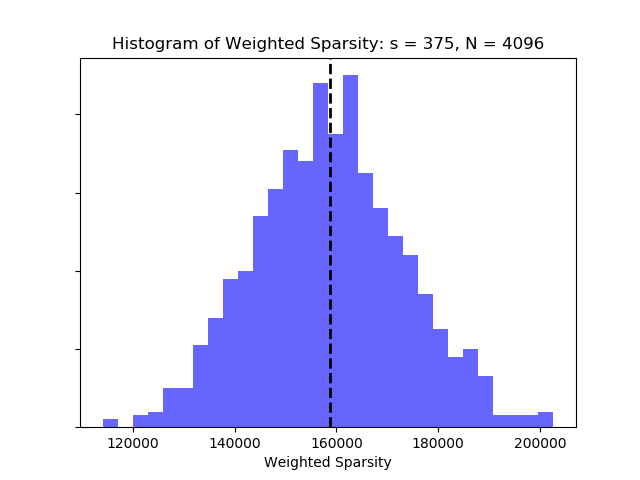 Histogram of Weighted Sparsity: s = 375, N = 4096
120000 140000 160000 180000 200000
Weighted Sparsity